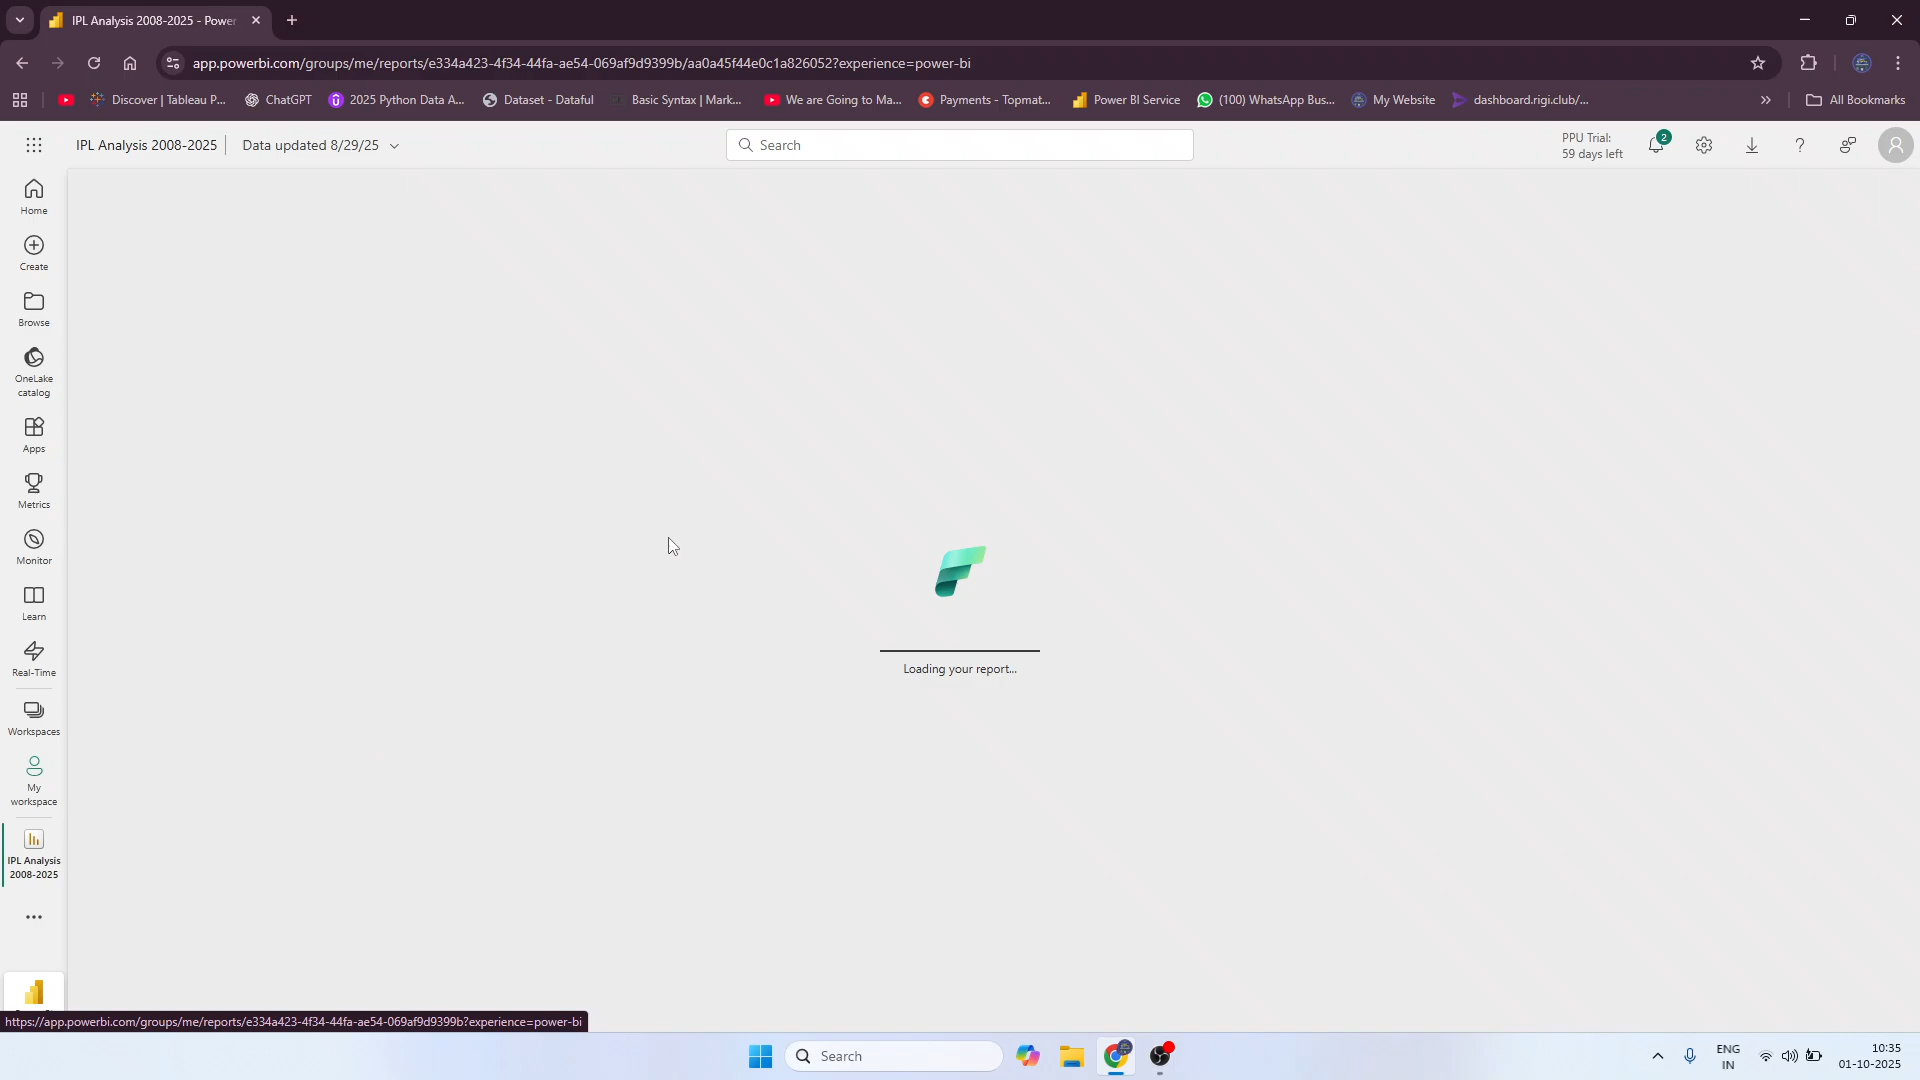 IPL Analysis 2008-2025 - Power
app.powerbi.com/groups/me/reports/e334a423-4f34-44fa-ae54-069af9d9399b/aa0a45f44e0c1a826052?experience=power-bi
Discover | Tableau P... ChatGPT 2025 Python Data A... Dataset - Dataful Basic Syntax | Mark... We are Going to Ma... Payments - Topmat... Power BI Service (100) WhatsApp Bus... My Website dashboard.rigi.club/... All Bookmarks
IPL Analysis 2008-2025 Data updated 8/29/25 Search PPU Trial: 2
59 days left
Home
Create
Browse
OneLake
catalog
Apps
Metrics
Monitor
Learn
Real-Time
Workspaces
My
workspace
IPL Analysis
2008-2025
Loading your report...
https://app.powerbi.com/groups/me/reports/e334a423-4f34-44fa-ae54-069af9d9399b?experience=power-bi
Search ENG 10:35
IN 01-10-2025